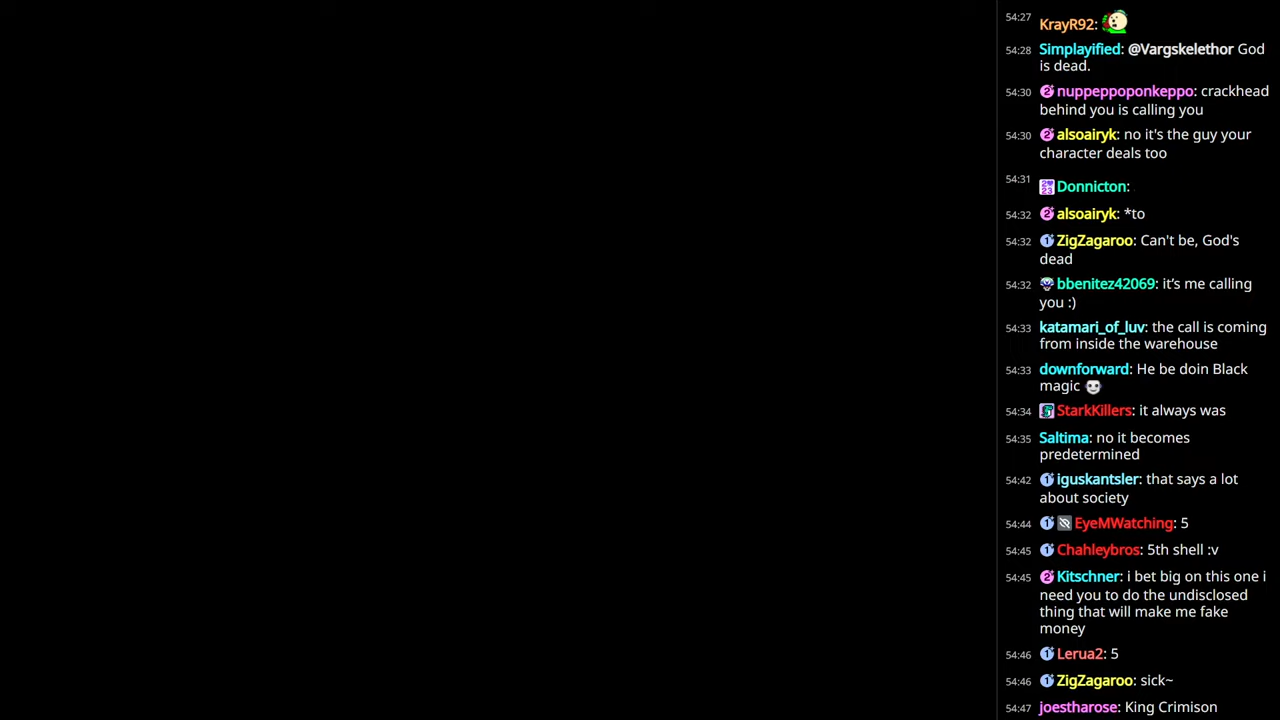 54:27 KrayR92:
54:28 Simplayified: @Vargskelethor God
is dead.
54:30 nuppeppoponkeppo: crackhead
behind you is calling you
54:30 alsoairyk: no it's the guy your
character deals too
54:31 Donnicton:
54:32 alsoairyk: *to
54:32 ZigZagaroo: Can't be, God's
dead
54:32 bbenitez42069: it’s me calling
you :)
54:33 katamari_of_luv: the call is coming
from inside the warehouse
54:33 downforward: He be doin Black
magic
54:34 StarkKillers: it always was
54:35 Saltima: no it becomes
predetermined
54:42 iguskantsler: that says a lot
about society
54:44 EyeMWatching: 5
54:45 Chahleybros: 5th shell :v
54:45 Kitschner: i bet big on this one i
need you to do the undisclosed
thing that will make me fake
money
54:46 Lerua2: 5
54:46 ZigZagaroo: sick~
54:47 joestharose: King Crimison